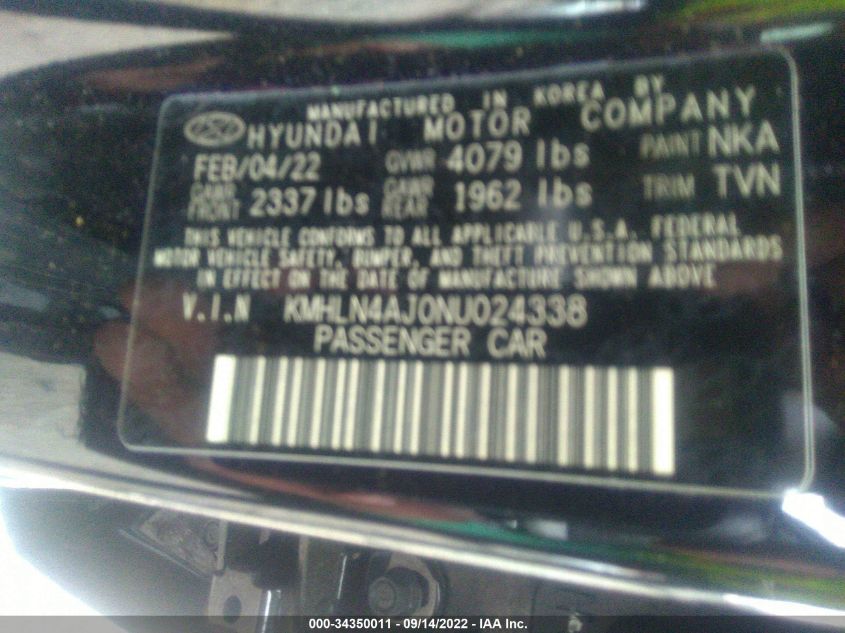 MANUFACTURED IN KOREA BY
HYUNDAI MOTOR COMPANY
FEB/04/22 GVWR 4079 lbs PAINT NKA
GAWR FRONT 2337 lbs GAWR REAR 1962 lbs TRIM TVN
THIS VEHICLE CONFORMS TO ALL APPLICABLE U.S.A. FEDERAL
MOTOR VEHICLE SAFETY, BUMPER, AND THEFT PREVENTION STANDARDS
IN EFFECT ON THE DATE OF MANUFACTURE SHOWN ABOVE
V.I.N KMHLN4AJ0NU024338
PASSENGER CAR
000-34350011 - 09/14/2022 - IAA Inc.